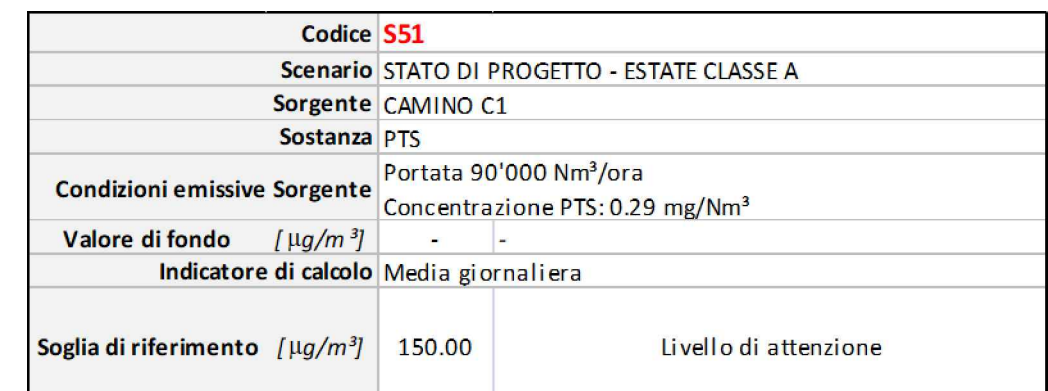 Codice S51
Scenario STATO DI PROGETTO - ESTATE CLASSE A
Sorgente CAMINO C1
Sostanza PTS
Condizioni emissive Sorgente Portata 90'000 Nm³/ora
Concentrazione PTS: 0.29 mg/Nm³
Valore di fondo [µg/m³] - -
Indicatore di calcolo Media giornaliera
Soglia di riferimento [µg/m³] 150.00 Livello di attenzione